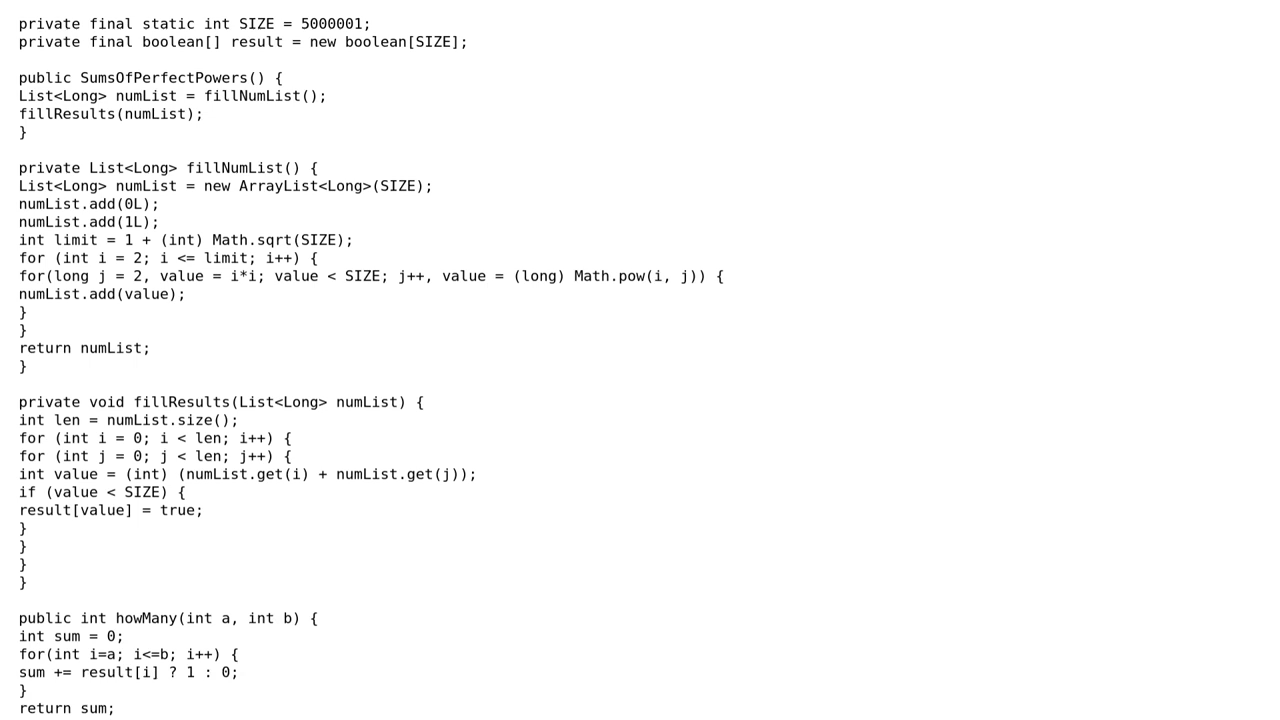 private final static int SIZE = 5000001;
private final boolean[] result = new boolean[SIZE];
public SumsOfPerfectPowers() {
List<Long> numList = fillNumList();
fillResults(numList);
}
private List<Long> fillNumList() {
List<Long> numList = new ArrayList<Long>(SIZE);
numList.add(0L);
numList.add(1L);
int limit = 1 + (int) Math.sqrt(SIZE);
for (int i = 2; i <= limit; i++) {
for(long j = 2, value = i*i; value < SIZE; j++, value = (long) Math.pow(i, j)) {
numList.add(value);
}
}
return numList;
}
private void fillResults(List<Long> numList) {
int len = numList.size();
for (int i = 0; i < len; i++) {
for (int j = 0; j < len; j++) {
int value = (int) (numList.get(i) + numList.get(j));
if (value < SIZE) {
result[value] = true;
}
}
}
}
public int howMany(int a, int b) {
int sum = 0;
for(int i=a; i<=b; i++) {
sum += result[i] ? 1 : 0;
}
return sum;